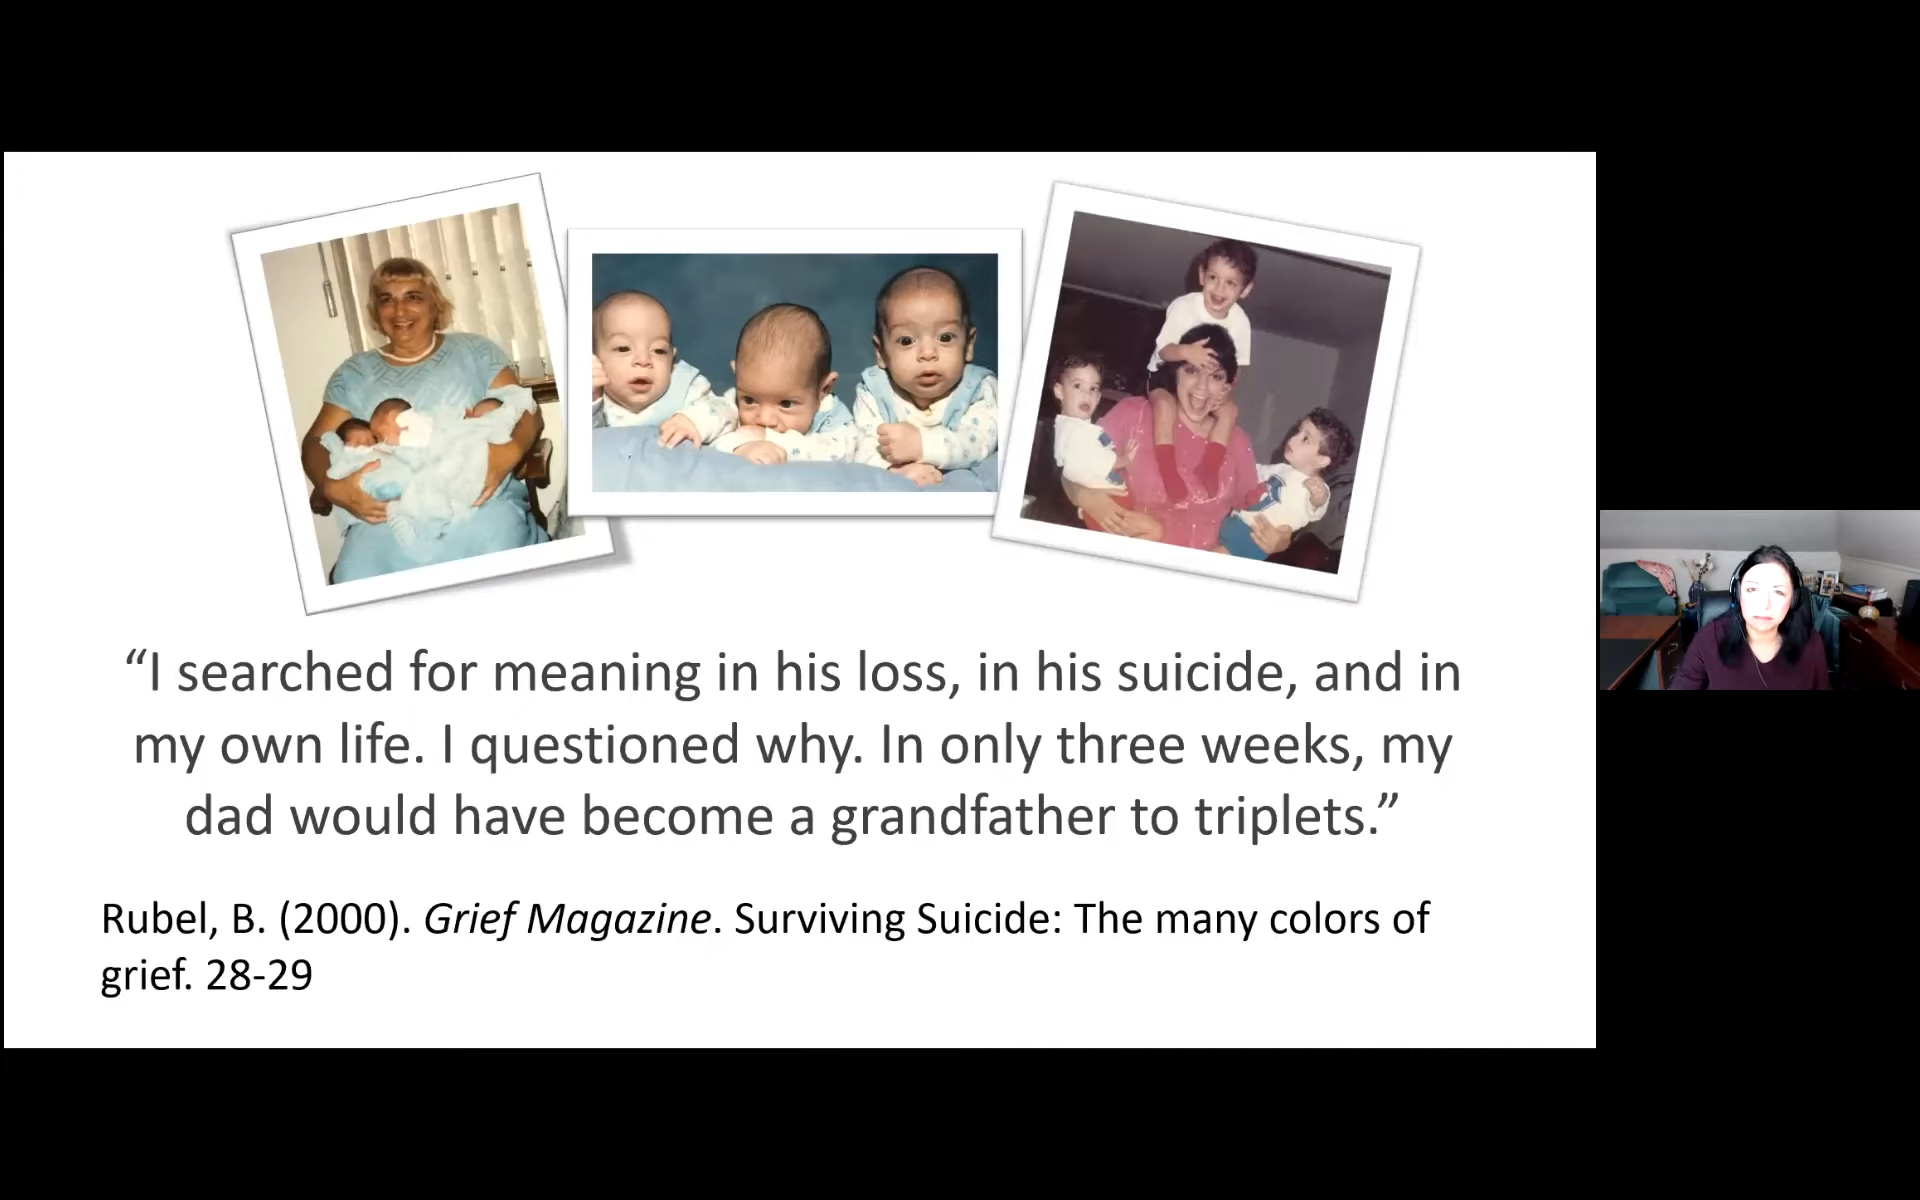 “I searched for meaning in his loss, in his suicide, and in
my own life. I questioned why. In only three weeks, my
dad would have become a grandfather to triplets.”
Rubel, B. (2000). Grief Magazine. Surviving Suicide: The many colors of
grief. 28-29